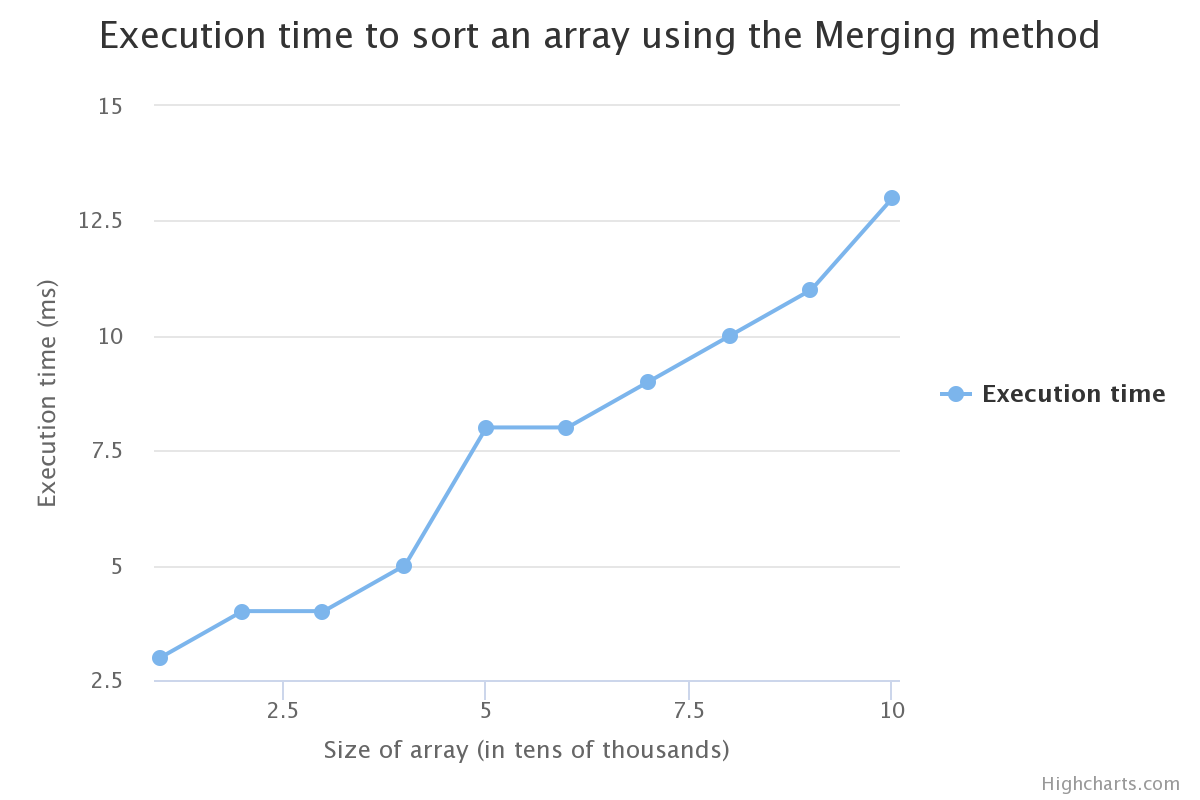 Execution time to sort an array using the Merging method
15
12.5
10
7.5
5
2.5
Execution time (ms)
2.5 5 7.5 10
Size of array (in tens of thousands)
Execution time
Highcharts.com